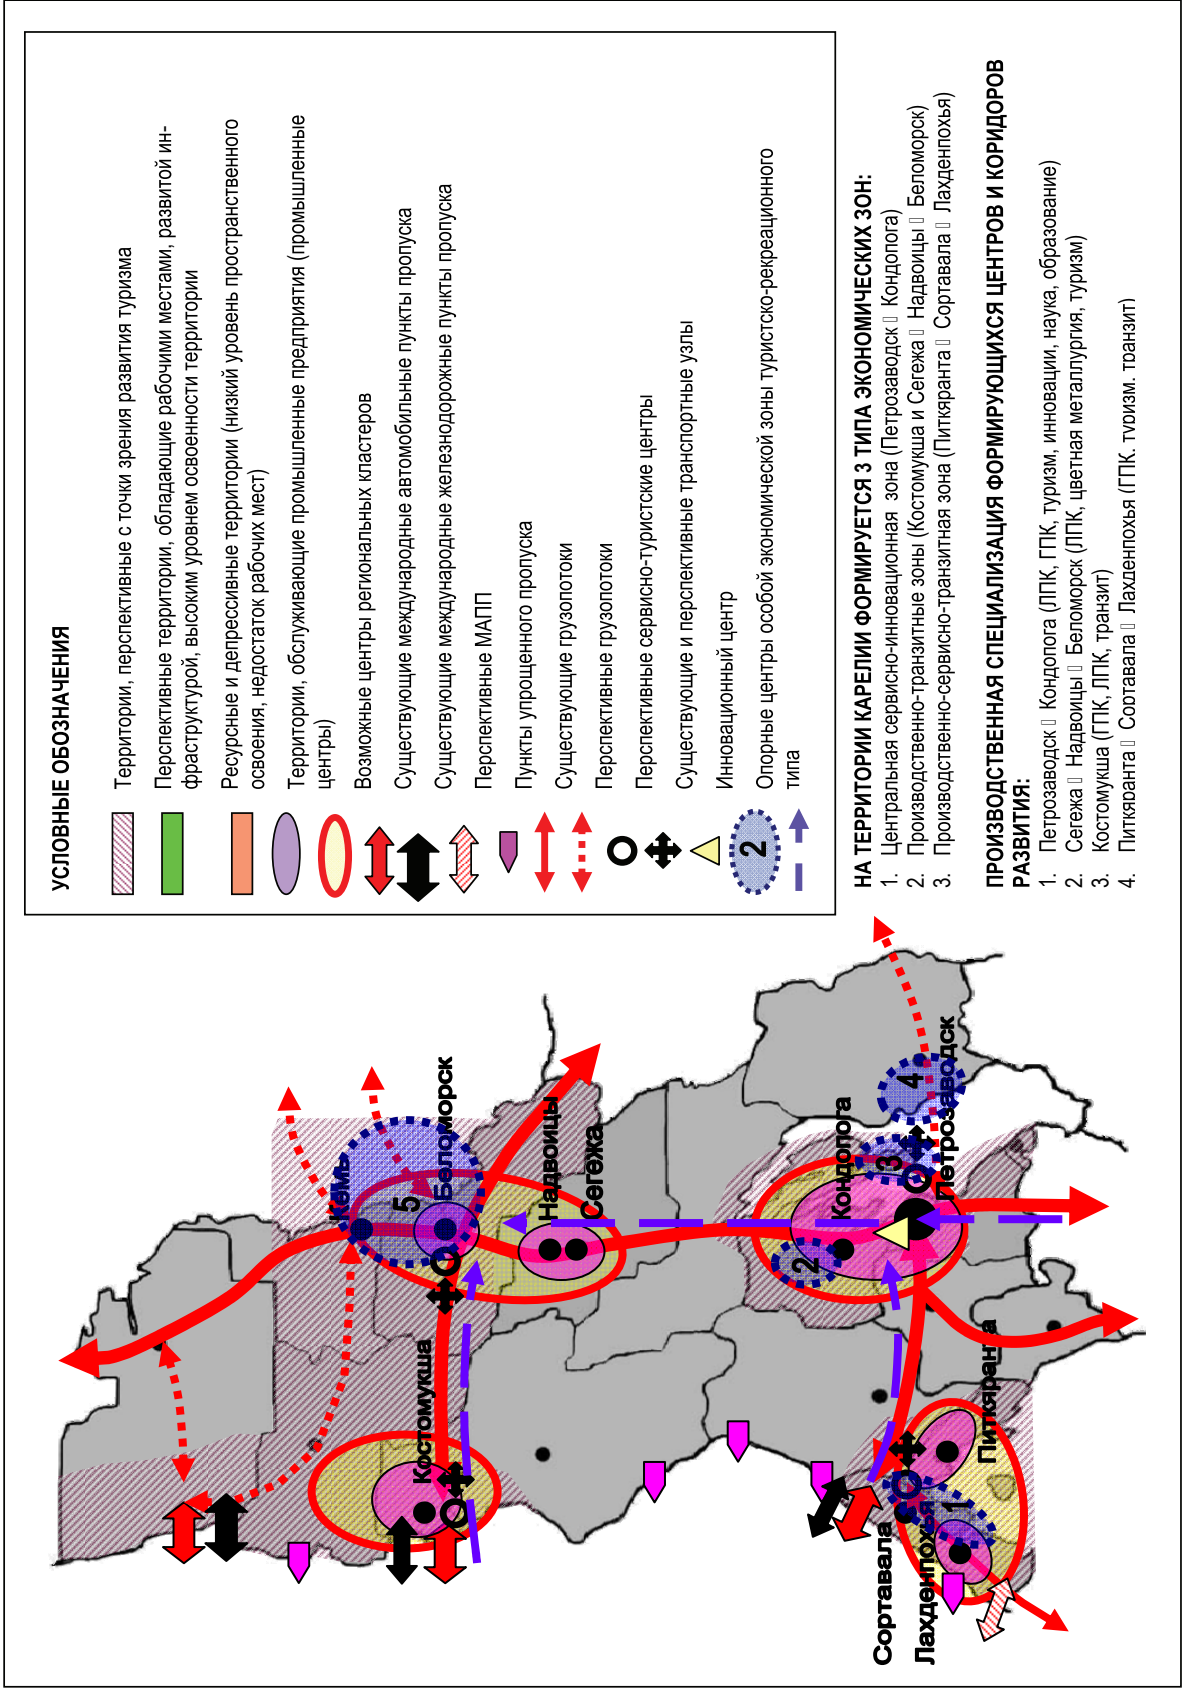 УСЛОВНЫЕ ОБОЗНАЧЕНИЯ
Территории, перспективные с точки зрения развития туризма
Перспективные территории, обладающие рабочими местами, развитой ин-
фраструктурой, высоким уровнем освоенности территории
Ресурсные и депрессивные территории (низкий уровень пространственного
освоения, недостаток рабочих мест)
Территории, обслуживающие промышленные предприятия (промышленные
центры)
Возможные центры региональных кластеров
Существующие международные автомобильные пункты пропуска
Существующие международные железнодорожные пункты пропуска
Перспективные МАПП
Пункты упрощенного пропуска
Существующие грузопотоки
Перспективные грузопотоки
Перспективные сервисно-туристские центры
Существующие и перспективные транспортные узлы
Инновационный центр
2 Опорные центры особой экономической зоны туристско-рекреационного
типа
НА ТЕРРИТОРИИ КАРЕЛИИ ФОРМИРУЕТСЯ 3 ТИПА ЭКОНОМИЧЕСКИХ ЗОН:
1. Центральная сервисно-инновационная зона (Петрозаводск  Кондопога)
2. Производственно-транзитные зоны (Костомукша и Сегежа  Надвоицы  Беломорск)
3. Производственно-сервисно-транзитная зона (Питкяранта  Сортавала  Лахденпохья)
ПРОИЗВОДСТВЕННАЯ СПЕЦИАЛИЗАЦИЯ ФОРМИРУЮЩИХСЯ ЦЕНТРОВ И КОРИДОРОВ
РАЗВИТИЯ:
1. Петрозаводск  Кондопога (ЛПК, ГПК, туризм, инновации, наука, образование)
2. Сегежа  Надвоицы  Беломорск (ЛПК, цветная металлургия, туризм)
3. Костомукша (ГПК, ЛПК, транзит)
4. Питкяранта  Сортавала  Лахденпохья (ГПК, туризм, транзит)
Кемь
5
Беломорск
Костомукша
Надвоицы
Сегежа
Кондопога
2
3
4
Петрозаводск
Питкяранта
Сортавала
1
Лахденпохья